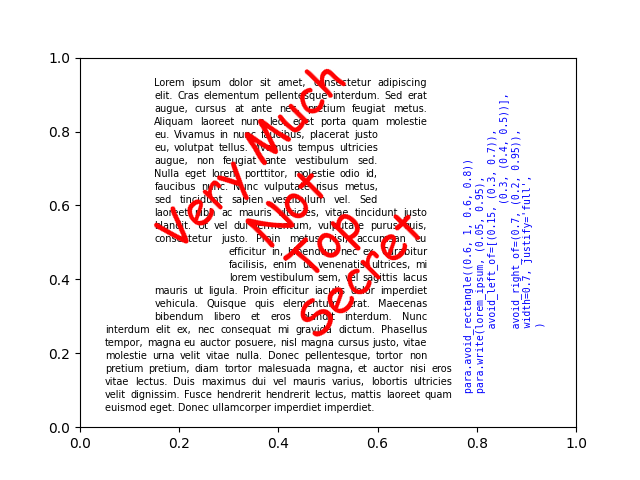 Lorem ipsum dolor sit amet, consectetur adipiscing
elit. Cras elementum pellentesque interdum. Sed erat
augue, cursus at ante nec, pretium feugiat metus.
Aliquam laoreet nunc leo, eget porta quam molestie
eu. Vivamus in nunc faucibus, placerat justo
eu, volutpat tellus. Vivamus tempus ultricies
augue, non feugiat ante vestibulum sed.
Nulla eget lorem porttitor, molestie odio id,
faucibus nunc. Nunc vulputate risus metus,
sed tincidunt sapien vestibulum vel. Sed
laoreet nibh ac mauris ultricies, vitae tincidunt justo
blandit. Ut vel dui fermentum, vulputate purus quis,
consectetur justo. Proin metus nisi, accumsan eu
efficitur in, bibendum nec ex. Curabitur
facilisis, enim ut venenatis ultrices, mi
lorem vestibulum sem, vel sagittis lacus
mauris ut ligula. Proin efficitur iaculis dolor imperdiet
vehicula. Quisque quis elementum erat. Maecenas
bibendum libero et eros blandit interdum. Nunc
interdum elit ex, nec consequat mi gravida dictum. Phasellus
tempor, magna eu auctor posuere, nisl magna cursus justo, vitae
molestie urna velit vitae nulla. Donec pellentesque, tortor non
pretium pretium, diam tortor malesuada magna, et auctor nisi eros
vitae lectus. Duis maximus dui vel mauris varius, lobortis ultricies
velit dignissim. Fusce hendrerit hendrerit lectus, mattis laoreet quam
euismod eget. Donec ullamcorper imperdiet imperdiet.
Very Much
Not
Top
Secret
para.avoid_rectangle((0.6, 1, 0.6, 0.8))
para.write(lorem_ipsum, (0.05, 0.95),
avoid_left_of=[(0.15, (0.3, 0.7)),
(0.3, (0.4, 0.5))],
avoid_right_of=(0.7, (0.2, 0.95)),
width=0.7, justify='full',
)
1.0
0.8
0.6
0.4
0.2
0.0
0.0 0.2 0.4 0.6 0.8 1.0